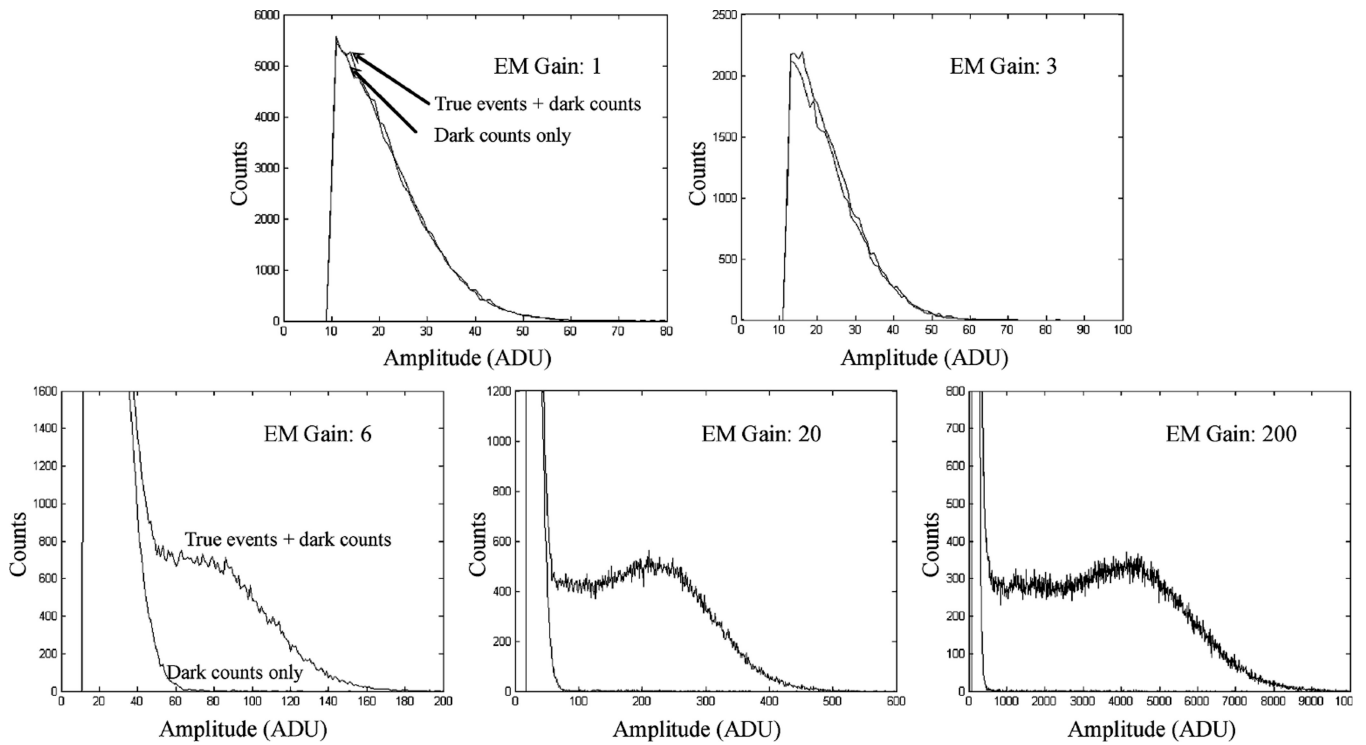 6000
5000
4000
3000
2000
1000
0
Counts
EM Gain: 1
True events + dark counts
Dark counts only
0 10 20 30 40 50 60 70 80
Amplitude (ADU)
2500
2000
1500
1000
500
0
Counts
EM Gain: 3
0 10 20 30 40 50 60 70 80 90 100
Amplitude (ADU)
1600
1400
1200
1000
800
600
400
200
0
Counts
EM Gain: 6
True events + dark counts
Dark counts only
0 20 40 60 80 100 120 140 160 180 200
Amplitude (ADU)
1200
1000
800
600
400
200
0
Counts
EM Gain: 20
0 100 200 300 400 500 600
Amplitude (ADU)
800
700
600
500
400
300
200
100
0
Counts
EM Gain: 200
0 1000 2000 3000 4000 5000 6000 7000 8000 9000 10000
Amplitude (ADU)